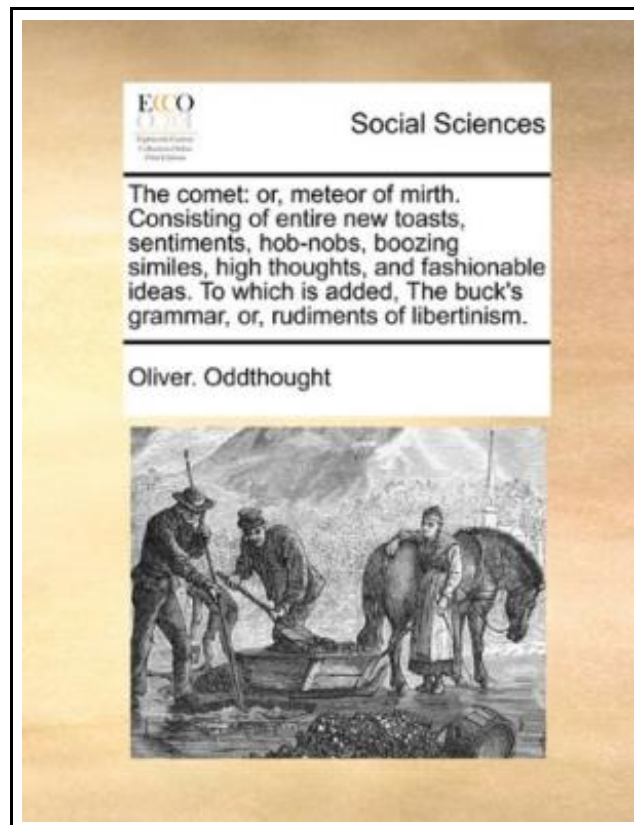 ECCO
Social Sciences
The comet: or, meteor of mirth.
Consisting of entire new toasts,
sentiments, hob-nobs, boozing
similes, high thoughts, and fashionable
ideas. To which is added, The buck's
grammar, or, rudiments of libertinism.
Oliver. Oddthought